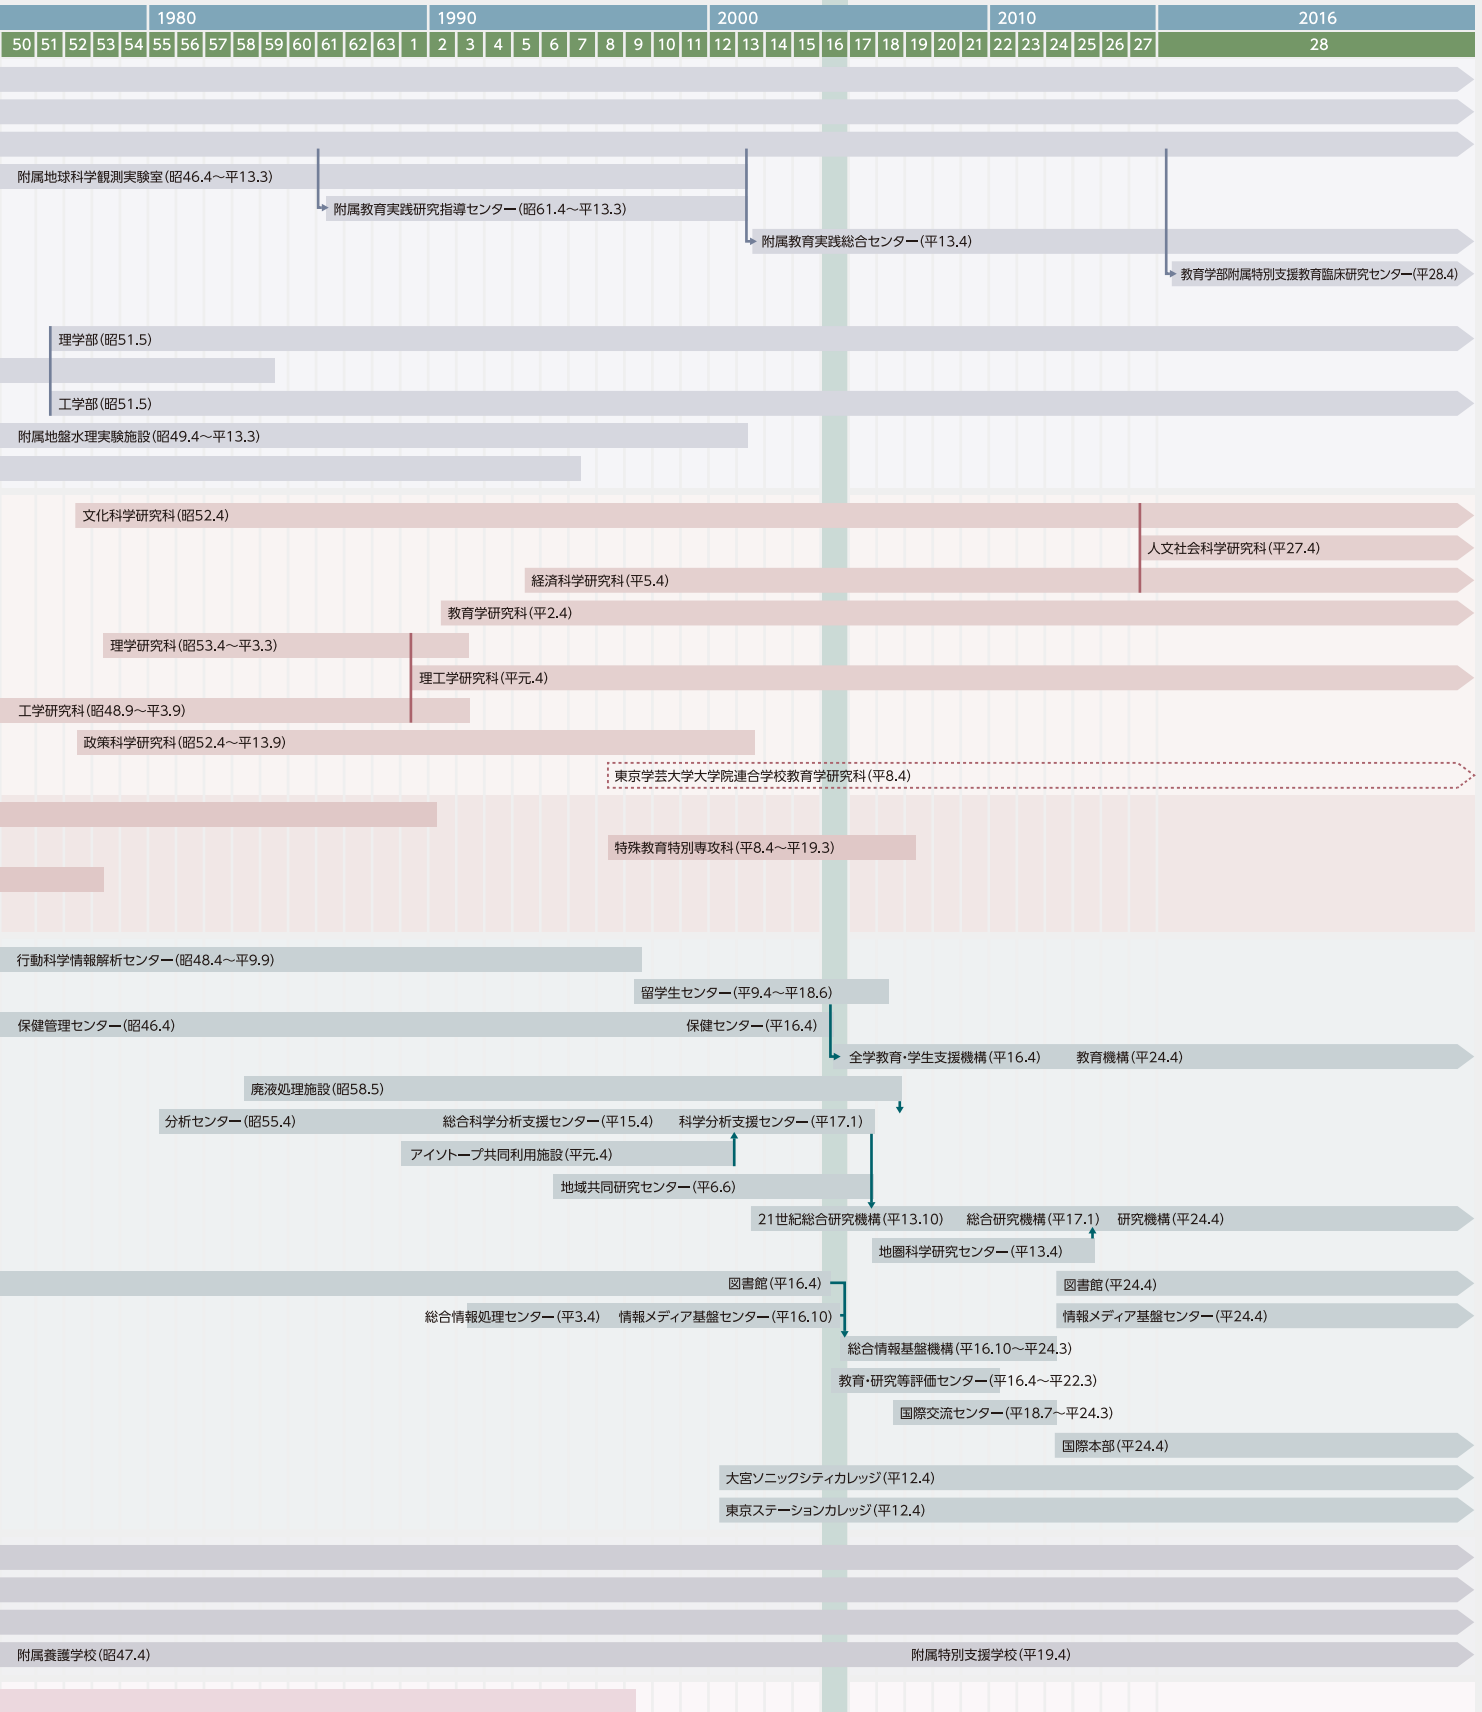 1980 1990 2000 2010 2016
50 51 52 53 54 55 56 57 58 59 60 61 62 63 1 2 3 4 5 6 7 8 9 10 11 12 13 14 15 16 17 18 19 20 21 22 23 24 25 26 27 28
附属地球科学観測実験室(昭46.4〜平13.3)
附属教育実践研究指導センター(昭61.4〜平13.3)
附属教育実践総合センター(平13.4)
教育学部附属特別支援教育臨床研究センター(平28.4)
理学部(昭51.5)
工学部(昭51.5)
附属地盤水理実験施設(昭49.4〜平13.3)
文化科学研究科(昭52.4)
人文社会科学研究科(平27.4)
経済科学研究科(平5.4)
教育学研究科(平2.4)
理学研究科(昭53.4〜平3.3)
理工学研究科(平元.4)
工学研究科(昭48.9〜平3.9)
政策科学研究科(昭52.4〜平13.9)
東京学芸大学大学院連合学校教育学研究科(平8.4)
特殊教育特別専攻科(平8.4〜平19.3)
行動科学情報解析センター(昭48.4〜平9.9)
留学生センター(平9.4〜平18.6)
保健管理センター(昭46.4) 保健センター(平16.4)
全学教育・学生支援機構(平16.4) 教育機構(平24.4)
廃液処理施設(昭58.5)
分析センター(昭55.4) 総合科学分析支援センター(平15.4) 科学分析支援センター(平17.1)
アイソトープ共同利用施設(平元.4)
地域共同研究センター(平6.6)
21世紀総合研究機構(平13.10) 総合研究機構(平17.1) 研究機構(平24.4)
地圏科学研究センター(平13.4)
図書館(平16.4) 図書館(平24.4)
総合情報処理センター(平3.4) 情報メディア基盤センター(平16.10) 情報メディア基盤センター(平24.4)
総合情報基盤機構(平16.10〜平24.3)
教育・研究等評価センター(平16.4〜平22.3)
国際交流センター(平18.7〜平24.3)
国際本部(平24.4)
大宮ソニックシティカレッジ(平12.4)
東京ステーションカレッジ(平12.4)
附属養護学校(昭47.4) 附属特別支援学校(平19.4)